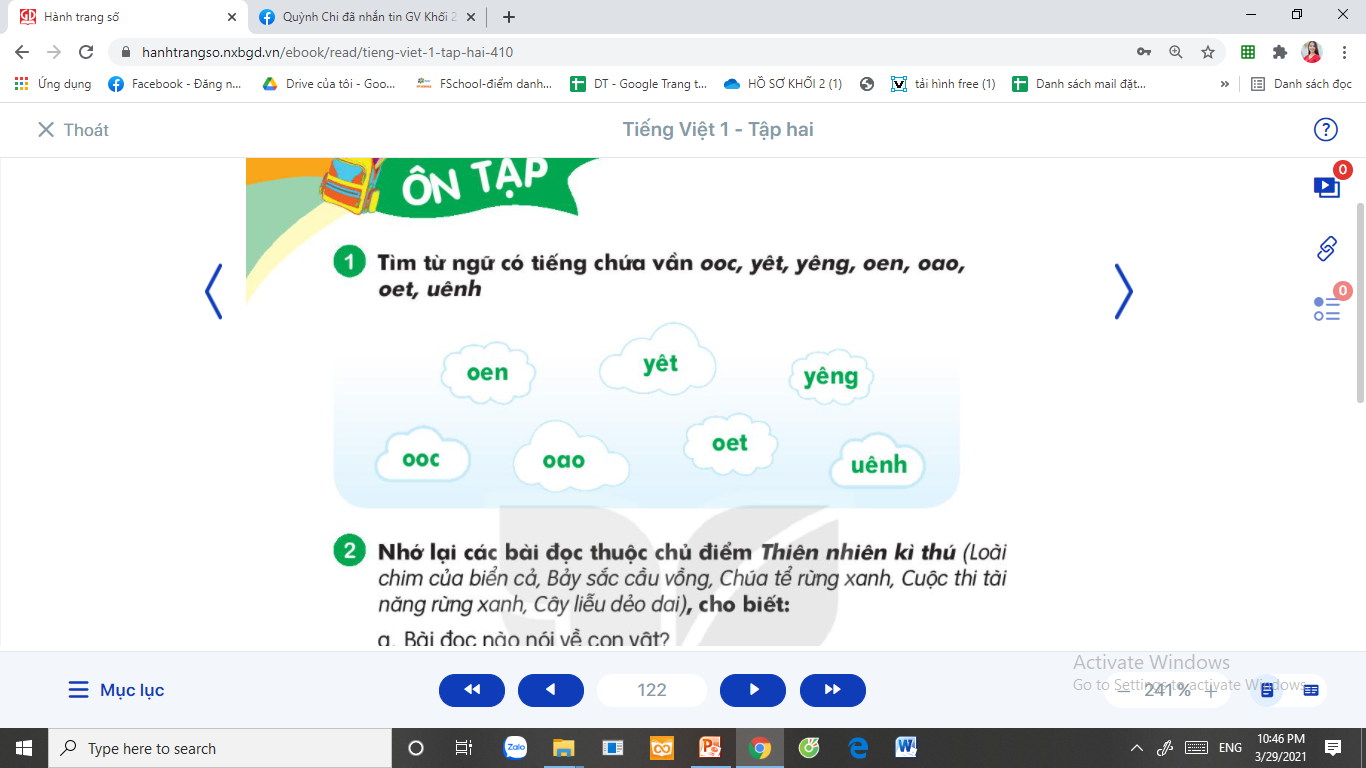 Hành trang số
Quỳnh Chi đã nhắn tin GV Khối 2
hanhtrangso.nxbgd.vn/ebook/read/tieng-viet-1-tap-hai-410
Ứng dụng
Facebook - Đăng n...
Drive của tôi - Goo...
FSchool-điểm danh...
DT - Google Trang t...
HỒ SƠ KHỐI 2 (1)
tải hình free (1)
Danh sách mail đặt...
»
Danh sách đọc
Thoát
Tiếng Việt 1 - Tập hai
?
0
0
ÔN TẬP
1 Tìm từ ngữ có tiếng chứa vần ooc, yêt, yêng, oen, oao,
oet, uênh
oen
yêt
yêng
ooc
oao
oet
uênh
2 Nhớ lại các bài đọc thuộc chủ điểm Thiên nhiên kì thú (Loài
chim của biển cả, Bảy sắc cầu vồng, Chúa tể rừng xanh, Cuộc thi tài
năng rừng xanh, Cây liễu dẻo dai), cho biết:
a. Bài đọc nào nói về con vật?
Mục lục
122
241%
Activate Windows
Go to Settings to activate Windows.
Type here to search
Zalo
ENG
10:46 PM
3/29/2021